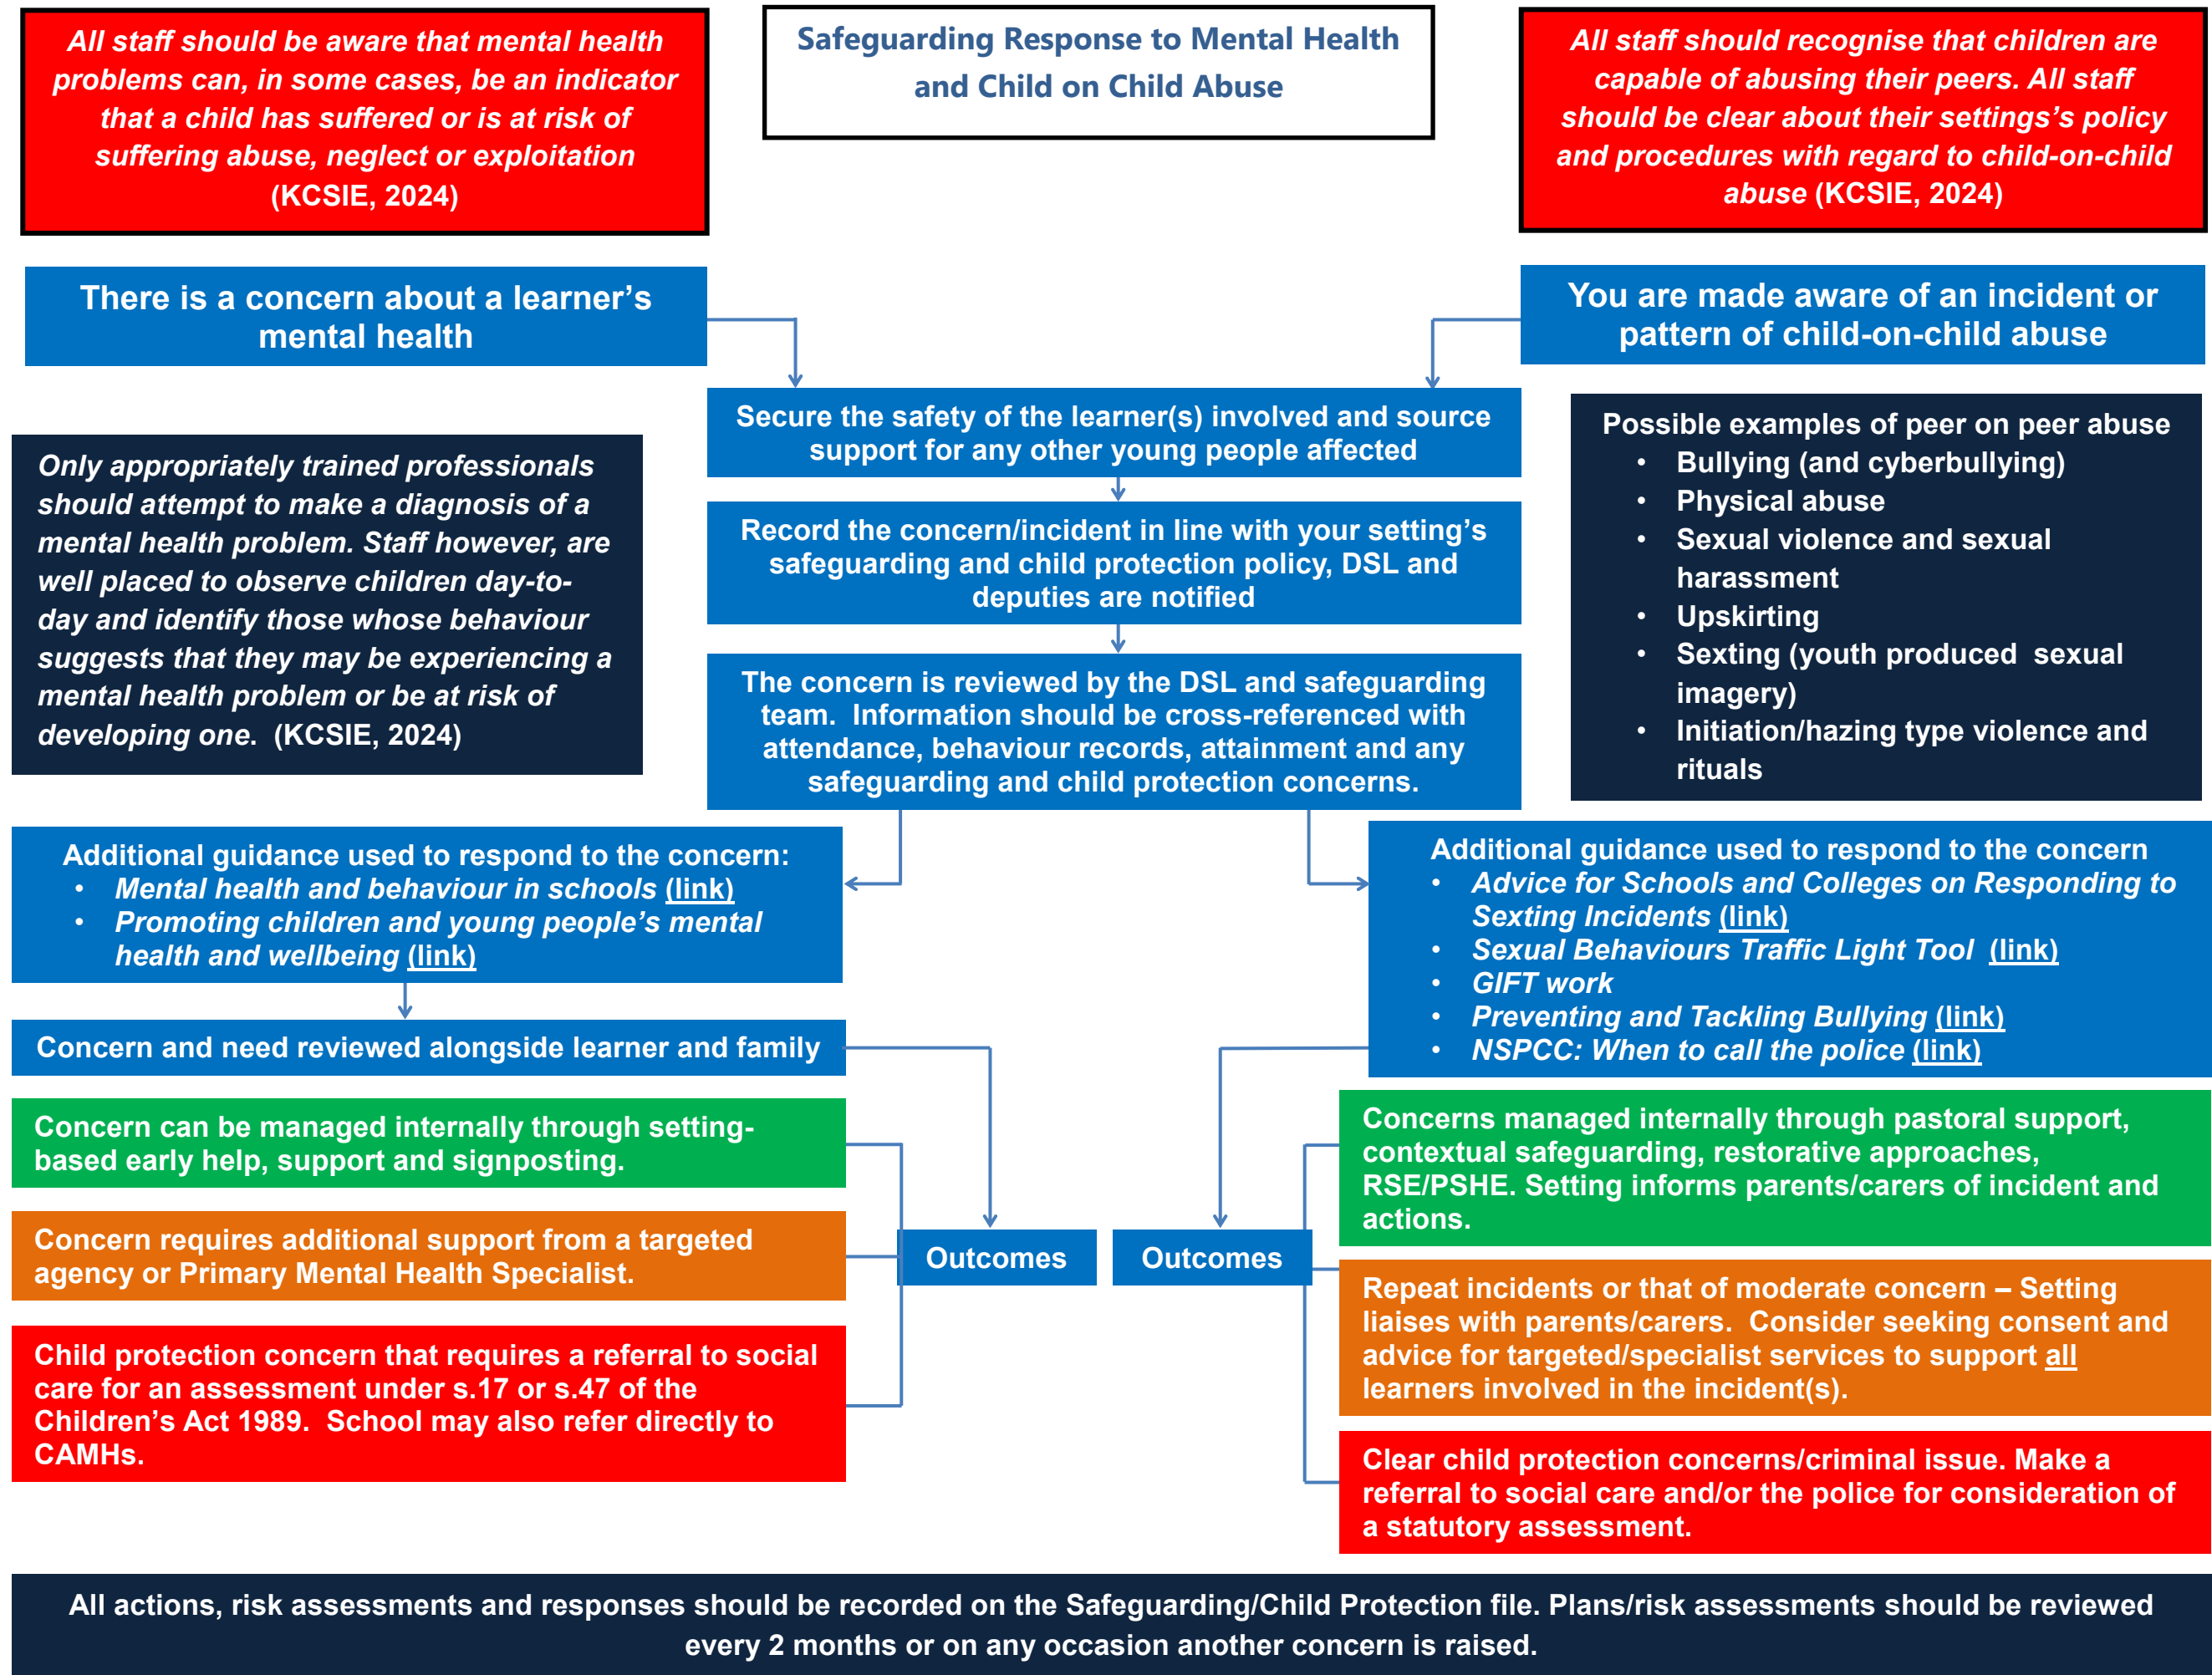 All staff should be aware that mental health
problems can, in some cases, be an indicator
that a child has suffered or is at risk of
suffering abuse, neglect or exploitation
(KCSIE, 2024)
Safeguarding Response to Mental Health
and Child on Child Abuse
All staff should recognise that children are
capable of abusing their peers. All staff
should be clear about their settings's policy
and procedures with regard to child-on-child
abuse (KCSIE, 2024)
There is a concern about a learner’s
mental health
You are made aware of an incident or
pattern of child-on-child abuse
Secure the safety of the learner(s) involved and source
support for any other young people affected
Only appropriately trained professionals
should attempt to make a diagnosis of a
mental health problem. Staff however, are
well placed to observe children day-to-
day and identify those whose behaviour
suggests that they may be experiencing a
mental health problem or be at risk of
developing one. (KCSIE, 2024)
Record the concern/incident in line with your setting’s
safeguarding and child protection policy, DSL and
deputies are notified
Possible examples of peer on peer abuse
• Bullying (and cyberbullying)
• Physical abuse
• Sexual violence and sexual
harassment
• Upskirting
• Sexting (youth produced sexual
imagery)
• Initiation/hazing type violence and
rituals
The concern is reviewed by the DSL and safeguarding
team. Information should be cross-referenced with
attendance, behaviour records, attainment and any
safeguarding and child protection concerns.
Additional guidance used to respond to the concern:
• Mental health and behaviour in schools (link)
• Promoting children and young people’s mental
health and wellbeing (link)
Additional guidance used to respond to the concern
• Advice for Schools and Colleges on Responding to
Sexting Incidents (link)
• Sexual Behaviours Traffic Light Tool (link)
• GIFT work
• Preventing and Tackling Bullying (link)
• NSPCC: When to call the police (link)
Concern and need reviewed alongside learner and family
Concern can be managed internally through setting-
based early help, support and signposting.
Concern requires additional support from a targeted
agency or Primary Mental Health Specialist.
Child protection concern that requires a referral to social
care for an assessment under s.17 or s.47 of the
Children’s Act 1989. School may also refer directly to
CAMHs.
Outcomes
Outcomes
Concerns managed internally through pastoral support,
contextual safeguarding, restorative approaches,
RSE/PSHE. Setting informs parents/carers of incident and
actions.
Repeat incidents or that of moderate concern – Setting
liaises with parents/carers. Consider seeking consent and
advice for targeted/specialist services to support all
learners involved in the incident(s).
Clear child protection concerns/criminal issue. Make a
referral to social care and/or the police for consideration of
a statutory assessment.
All actions, risk assessments and responses should be recorded on the Safeguarding/Child Protection file. Plans/risk assessments should be reviewed
every 2 months or on any occasion another concern is raised.